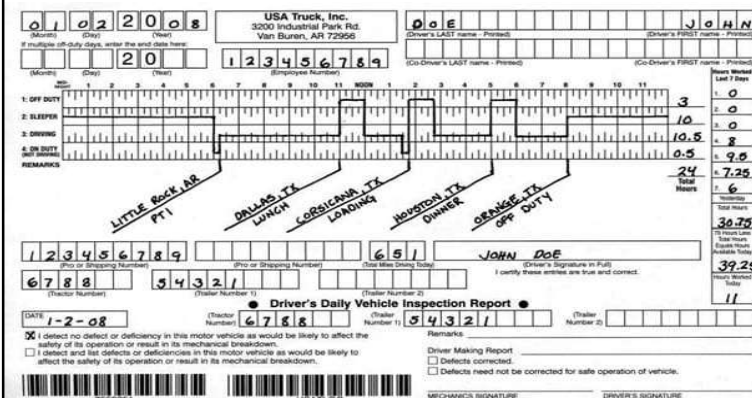 01 02 2008
(Month) (Day) (Year)
If multiple off-duty days, enter the end date here:
20
(Month) (Day) (Year)
USA Truck, Inc.
3200 Industrial Park Rd.
Van Buren, AR 72956
123456789
(Employee Number)
DOE JOHN
(Driver's LAST name - Printed) (Driver's FIRST name - Printed)
(Co-Driver's LAST name - Printed) (Co-Driver's FIRST name - Printed)
MID-NIGHT 1 2 3 4 5 6 7 8 9 10 11 NOON 1 2 3 4 5 6 7 8 9 10 11
1: OFF DUTY 3
2: SLEEPER 10
3: DRIVING 10.5
4: ON DUTY (NOT DRIVING) 0.5
REMARKS 24
Total Hours
LITTLE ROCK, AR
PTI
DALLAS, TX
LUNCH
CORSICANA, TX
LOADING
HOUSTON, TX
DINNER
ORANGE, TX
OFF DUTY
Hours Worked Last 7 Days
1. 0
2. 0
3. 0
4. 8
5. 9.5
6. 7.25
7. 6
Yesterday
Total Hours
30.75
70 Hours Less
Total Hours
Equals Hours
Available Today
39.25
Hours Worked Today
11
123456789 651 JOHN DOE
(Pro or Shipping Number) (Pro or Shipping Number) (Total Miles Driving Today) (Driver's Signature in Full)
I certify these entries are true and correct.
6788 54321
(Tractor Number) (Trailer Number 1) (Trailer Number 2)
Driver's Daily Vehicle Inspection Report
DATE 1-2-08 (Tractor Number) 6788 (Trailer Number 1) 54321 (Trailer Number 2)
X I detect no defect or deficiency in this motor vehicle as would be likely to affect the
safety of its operation or result in its mechanical breakdown.
I detect and list defects or deficiencies in this motor vehicle as would be likely to
affect the safety of its operation or result in its mechanical breakdown.
Remarks
Driver Making Report
Defects corrected.
Defects need not be corrected for safe operation of vehicle.
MECHANICS SIGNATURE DRIVER'S SIGNATURE